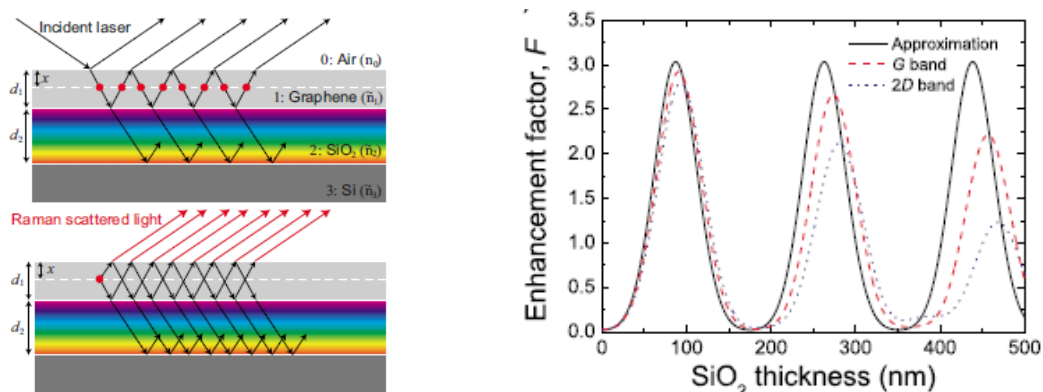 Incident laser
0: Air (n₀)
d₁
x
1: Graphene (ñ₁)
d₂
2: SiO₂ (ñ₂)
3: Si (ñ₃)
Raman scattered light
d₁
x
d₂
Enhancement factor, F
3.5
3.0
2.5
2.0
1.5
1.0
0.5
0.0
Approximation
G band
2D band
0 100 200 300 400 500
SiO₂ thickness (nm)